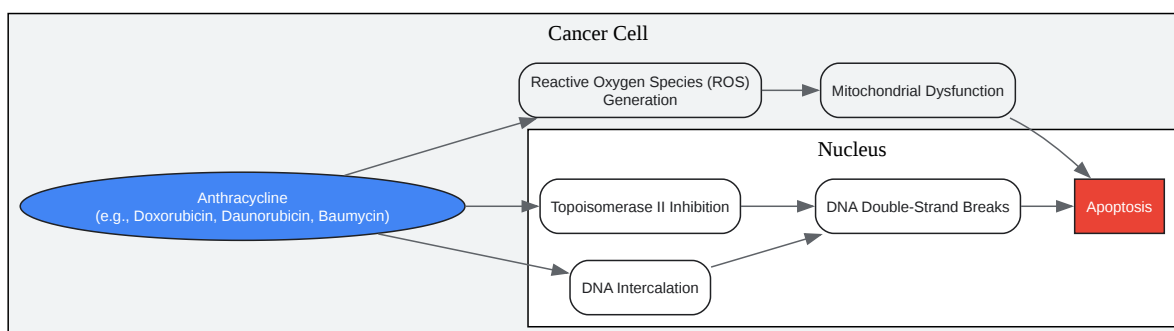 Cancer Cell
Reactive Oxygen Species (ROS)
Generation
Mitochondrial Dysfunction
Nucleus
Anthracycline
(e.g., Doxorubicin, Daunorubicin, Baumycin)
Topoisomerase II Inhibition
DNA Double-Strand Breaks
Apoptosis
DNA Intercalation